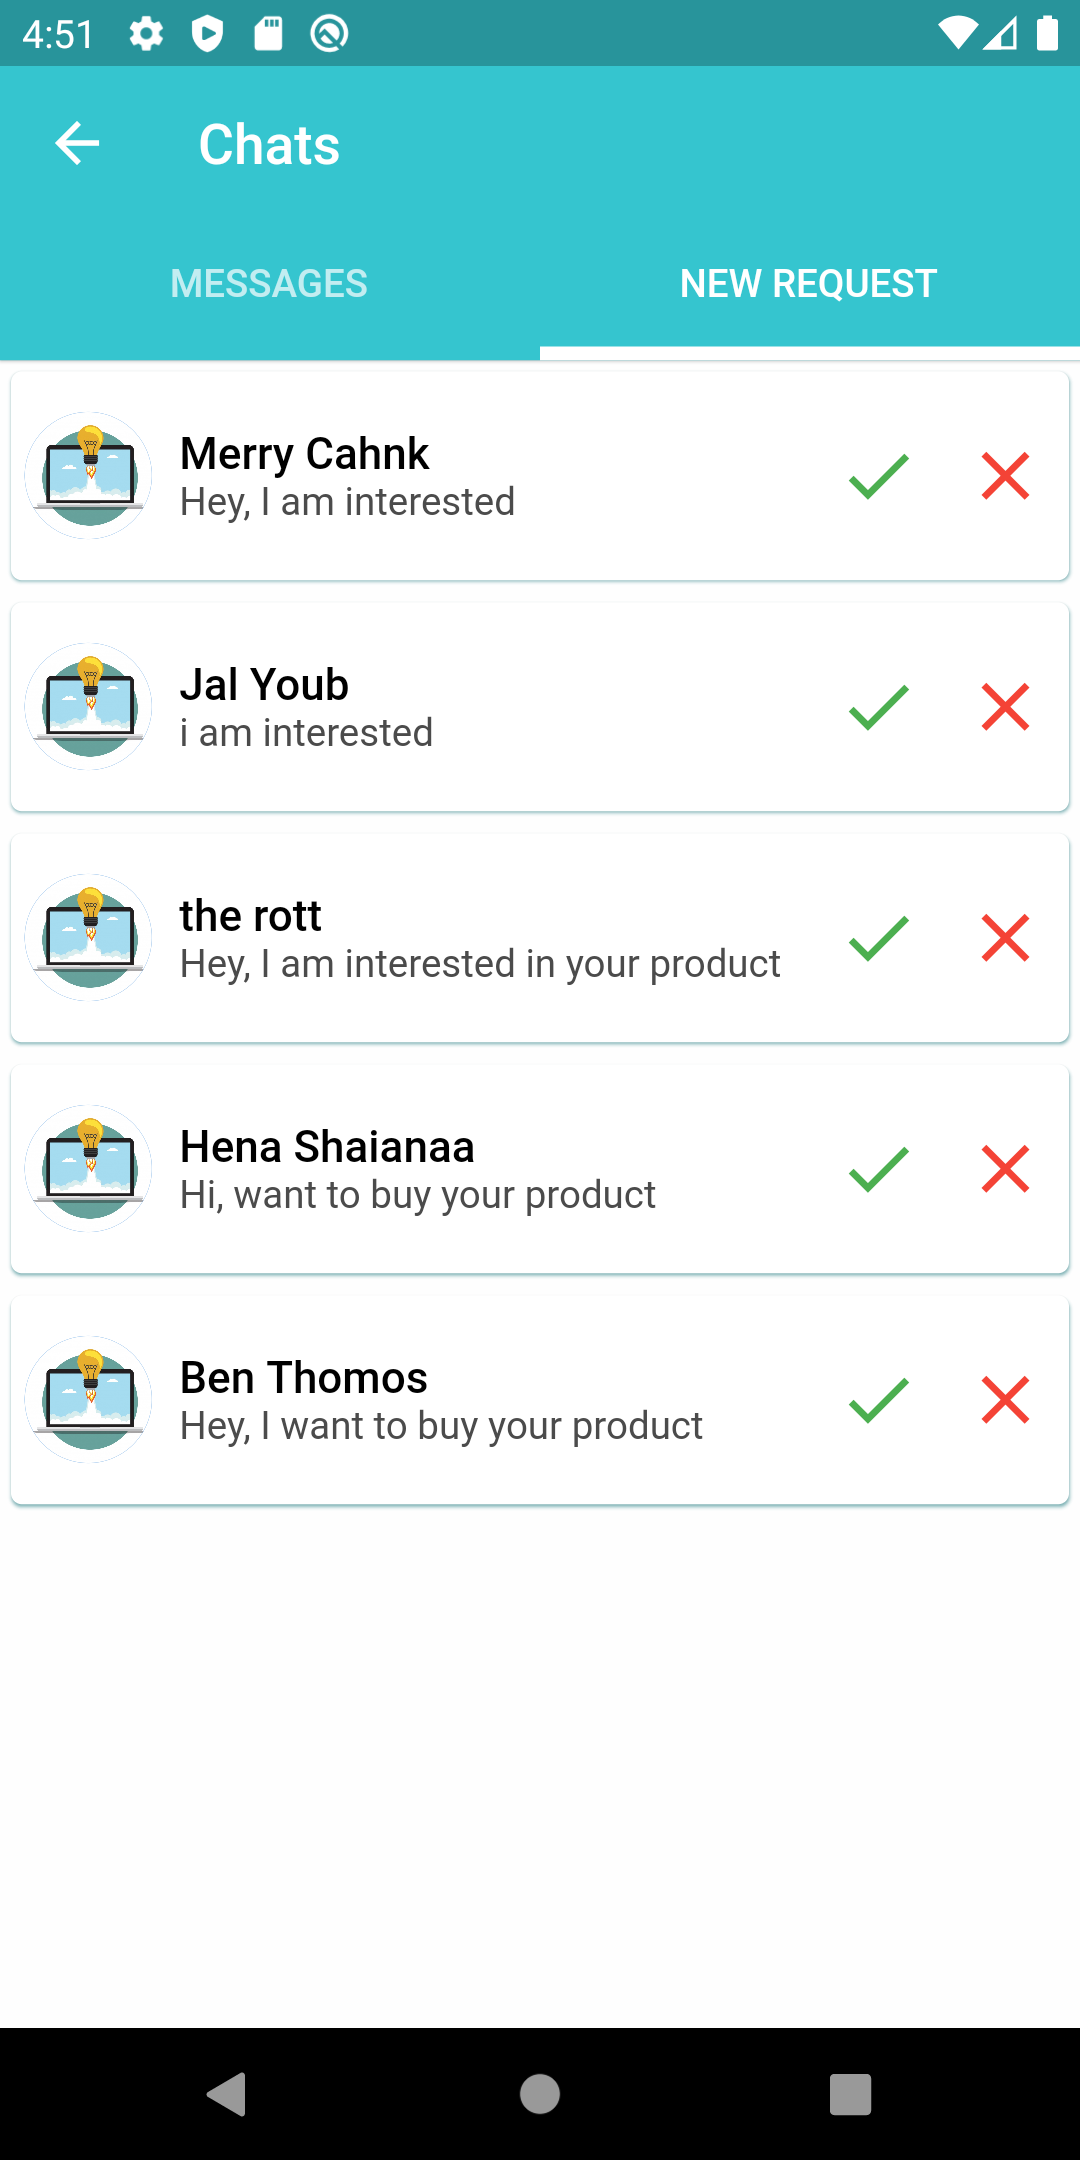 4:51
Chats
MESSAGES
NEW REQUEST
Merry Cahnk
Hey, I am interested
Jal Youb
i am interested
the rott
Hey, I am interested in your product
Hena Shaianaa
Hi, want to buy your product
Ben Thomos
Hey, I want to buy your product